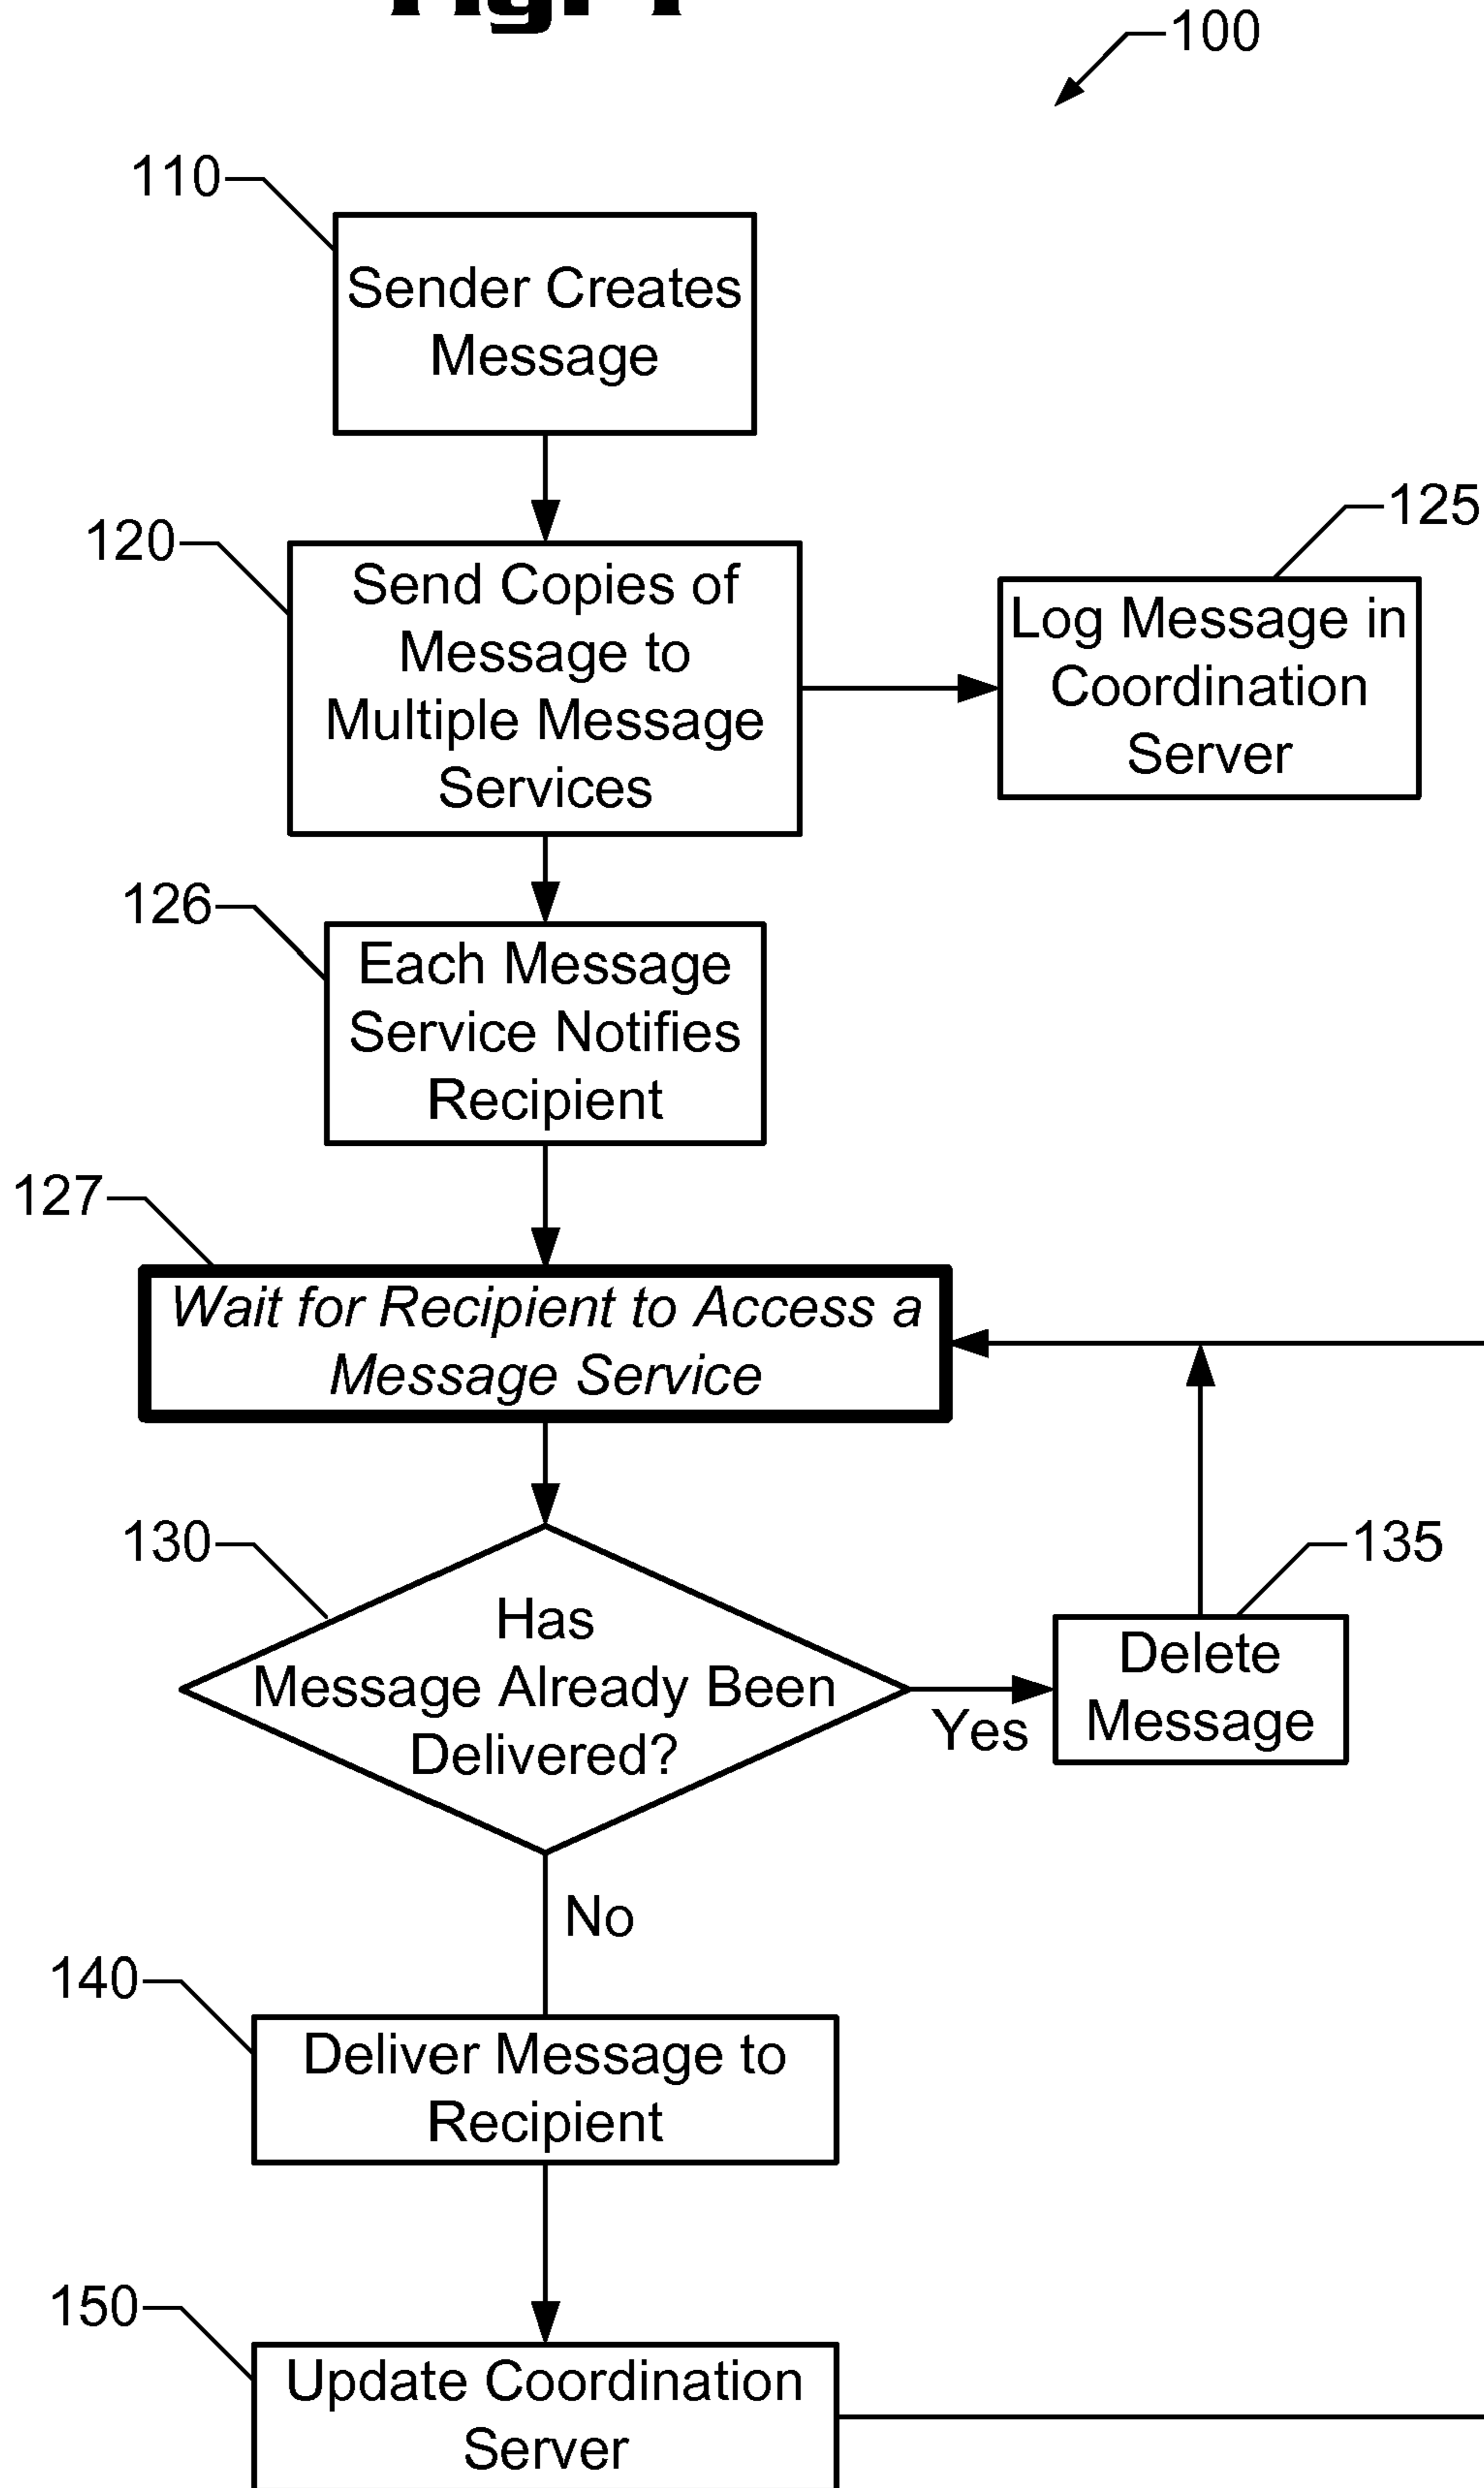 Fig. 1
100
110
Sender Creates
Message
120
Send Copies of
Message to
Multiple Message
Services
125
Log Message in
Coordination
Server
126
Each Message
Service Notifies
Recipient
127
Wait for Recipient to Access a
Message Service
130
Has
Message Already Been
Delivered?
Yes
135
Delete
Message
No
140
Deliver Message to
Recipient
150
Update Coordination
Server